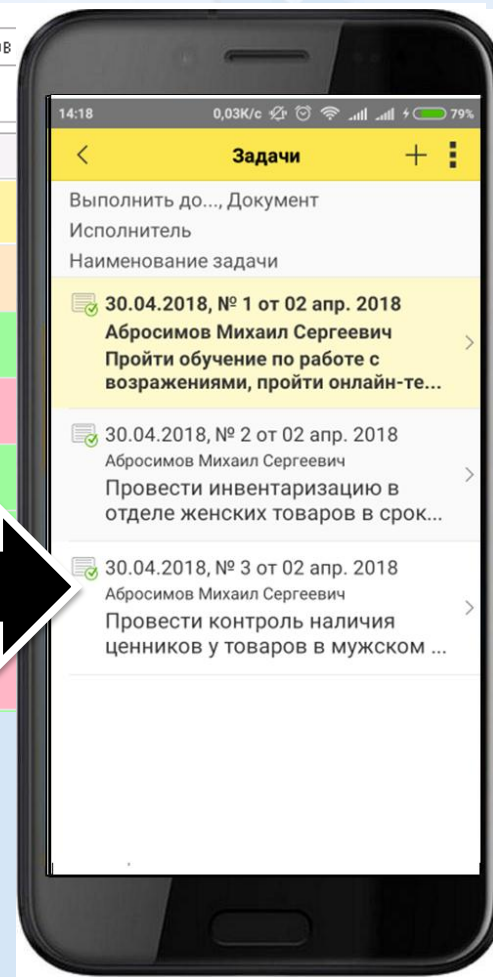 14:18 0,03K/c 79%
Задачи
Выполнить до..., Документ
Исполнитель
Наименование задачи
30.04.2018, № 1 от 02 апр. 2018
Абросимов Михаил Сергеевич
Пройти обучение по работе с
возражениями, пройти онлайн-те...
30.04.2018, № 2 от 02 апр. 2018
Абросимов Михаил Сергеевич
Провести инвентаризацию в
отделе женских товаров в срок...
30.04.2018, № 3 от 02 апр. 2018
Абросимов Михаил Сергеевич
Провести контроль наличия
ценников у товаров в мужском ...